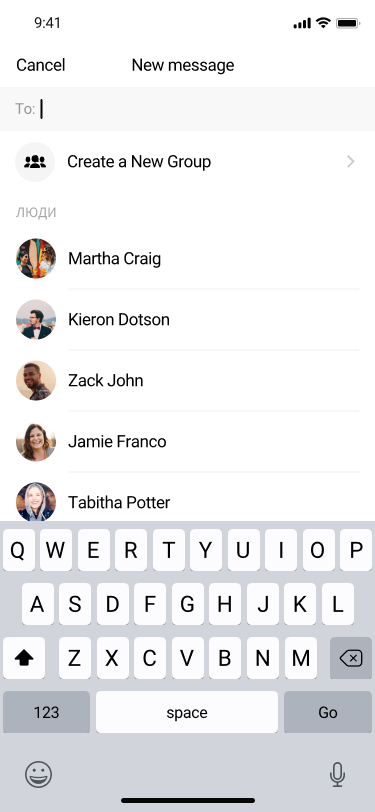 9:41
Cancel New message
To:
Create a New Group
ЛЮДИ
Martha Craig
Kieron Dotson
Zack John
Jamie Franco
Tabitha Potter
Q W E R T Y U I O P
A S D F G H J K L
Z X C V B N M
123 space Go